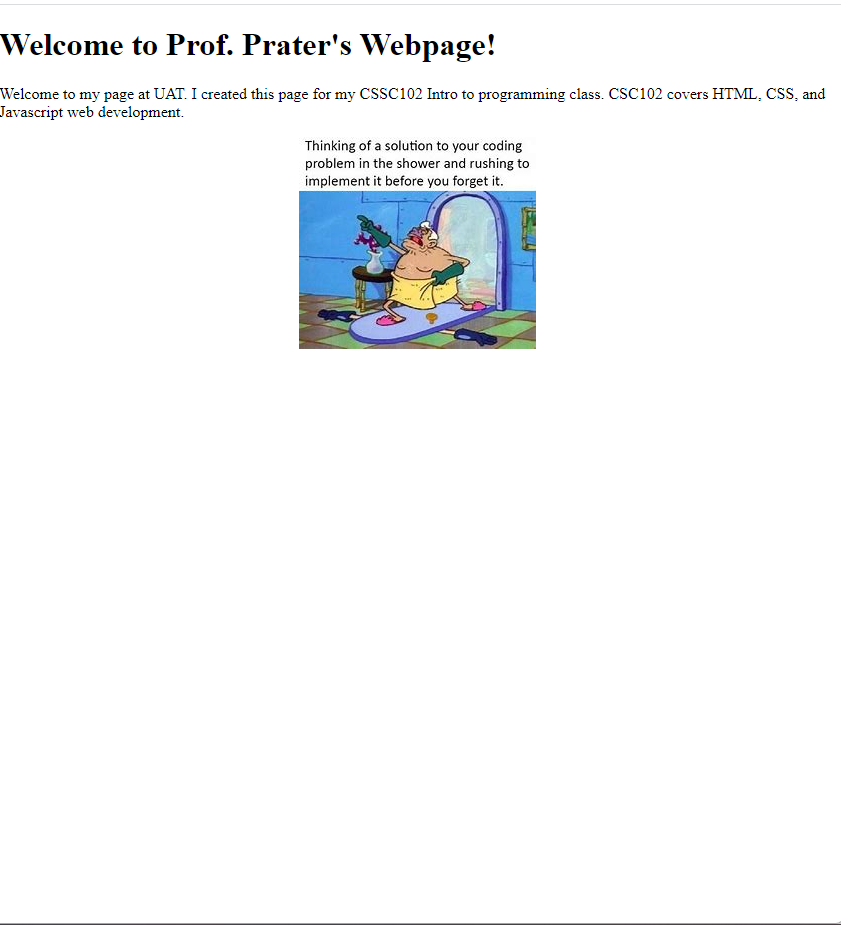 Welcome to Prof. Prater's Webpage!
Welcome to my page at UAT. I created this page for my CSSC102 Intro to programming class. CSC102 covers HTML, CSS, and
Javascript web development.
Thinking of a solution to your coding
problem in the shower and rushing to
implement it before you forget it.